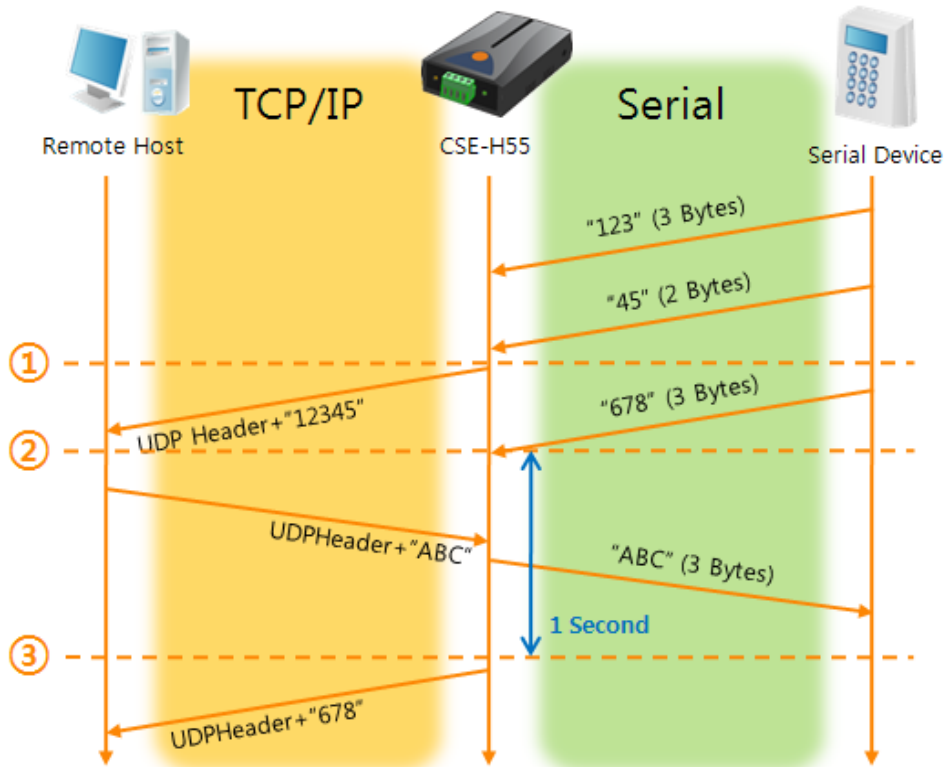 TCP/IP
Serial
Remote Host
CSE-H55
Serial Device
"123" (3 Bytes)
"45" (2 Bytes)
①
"678" (3 Bytes)
UDP Header+"12345"
②
UDPHeader+"ABC"
"ABC" (3 Bytes)
1 Second
③
UDPHeader+"678"